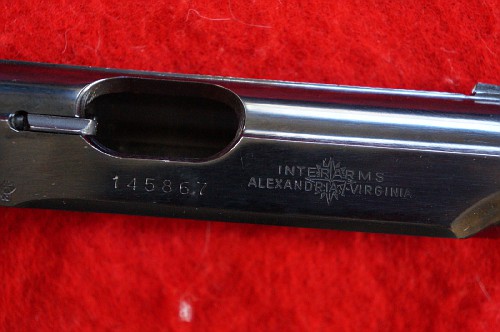 145867
INTERARMS
ALEXANDRIA, VIRGINIA